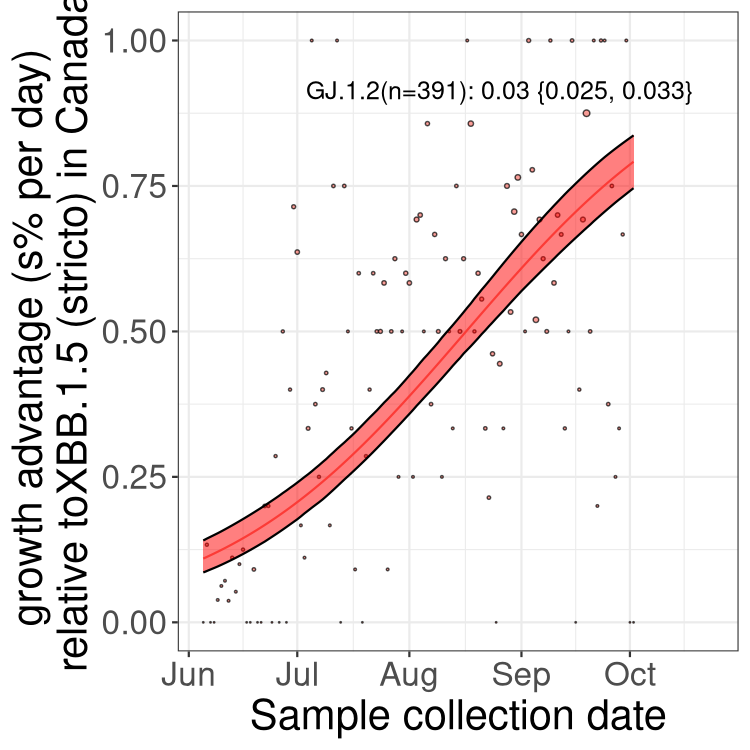 growth advantage (s% per day)
relative toXBB.1.5 (stricto) in Canada
1.00
0.75
0.50
0.25
0.00
GJ.1.2(n=391): 0.03 {0.025, 0.033}
Jun Jul Aug Sep Oct
Sample collection date